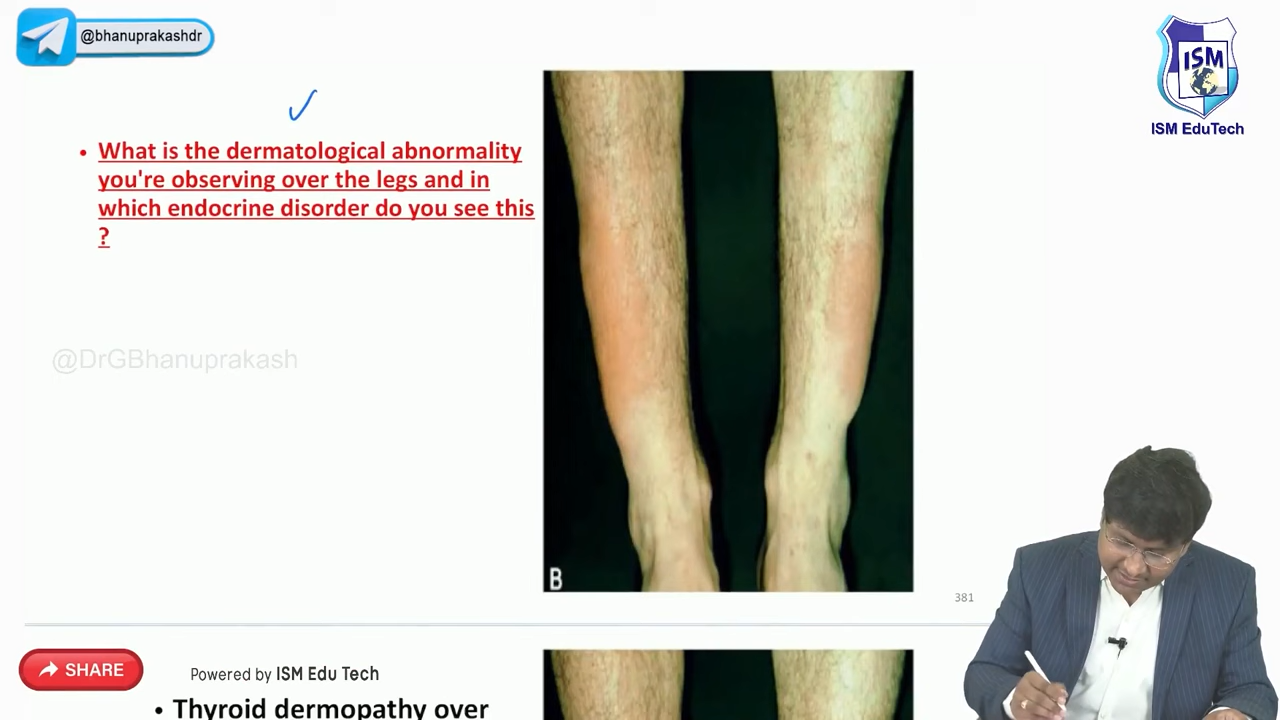 @bhanuprakashdr
ISM
ISM EduTech
• What is the dermatological abnormality
you're observing over the legs and in
which endocrine disorder do you see this
?
@DrGBhanuprakash
B
381
SHARE
Powered by ISM Edu Tech
• Thyroid dermopathy over